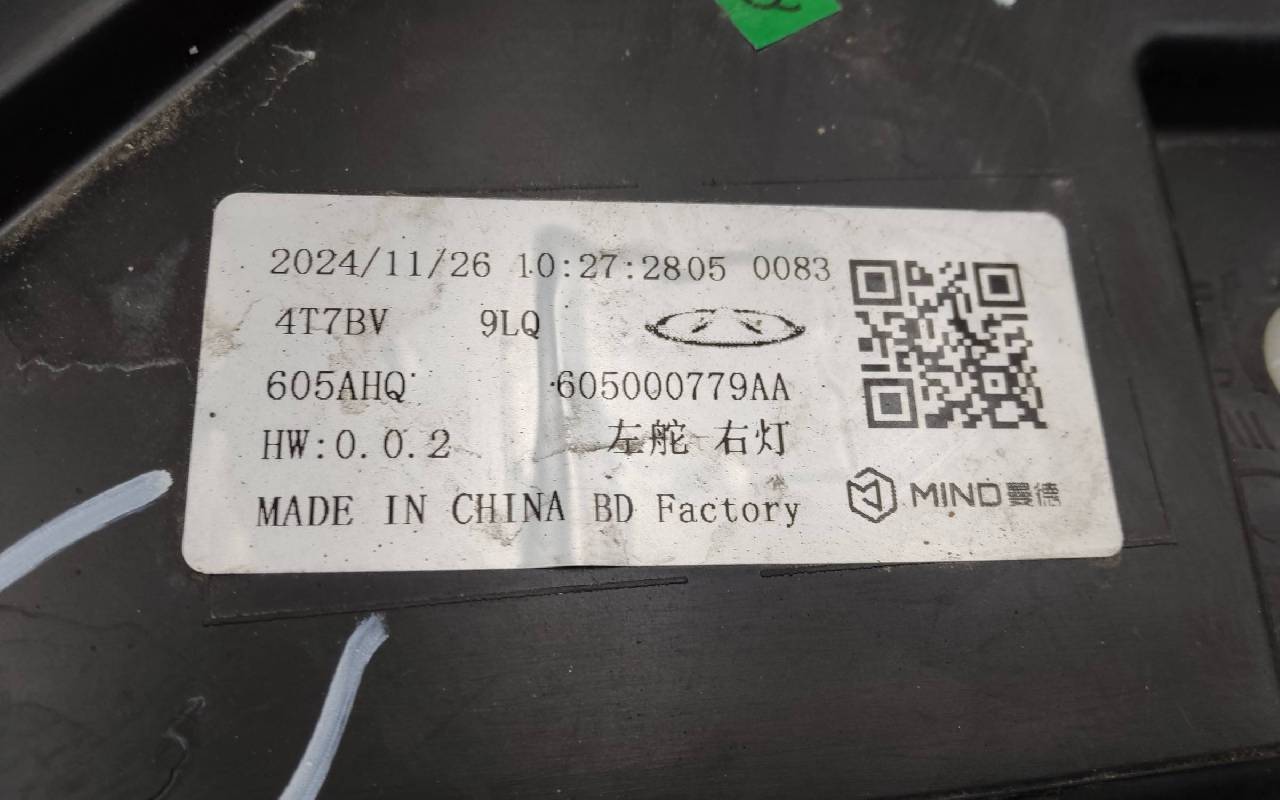 2024/11/26 10:27:2805 0083
4T7BV 9LQ
605AHQ 605000779AA
HW:0.0.2 左舵 右灯
MADE IN CHINA BD Factory
MIND曼德